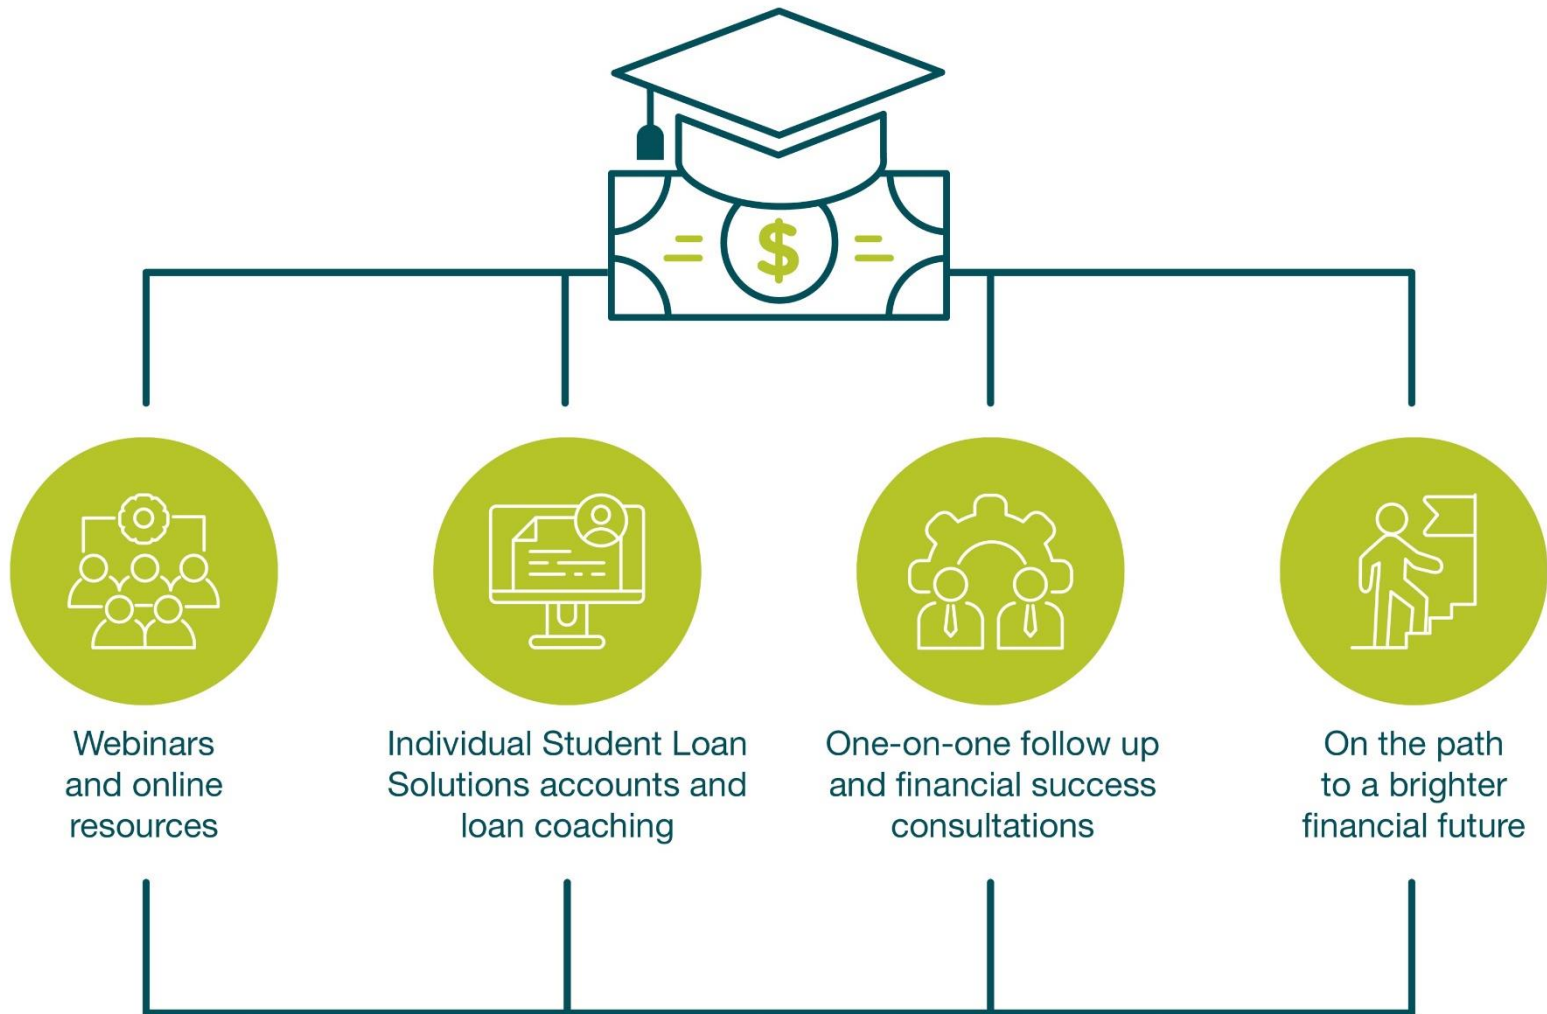 $
Webinars
and online
resources
Individual Student Loan
Solutions accounts and
loan coaching
One-on-one follow up
and financial success
consultations
On the path
to a brighter
financial future